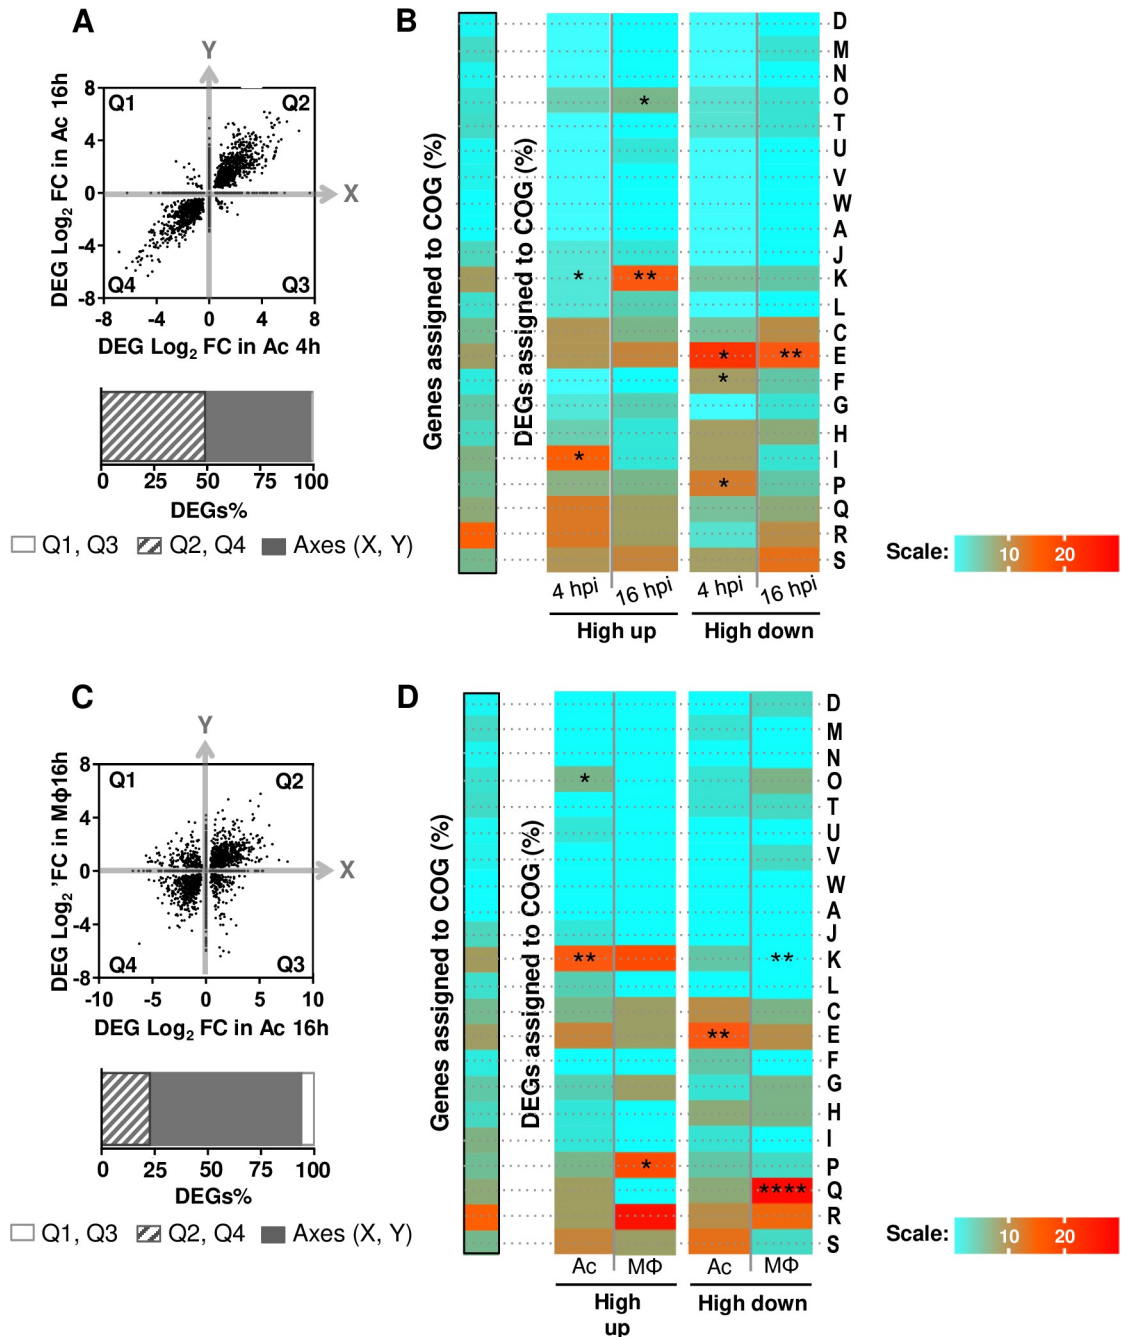 A
Y
DEG Log2 FC in Ac 16h
8
4
0
-4
-8
Q1
Q2
Q4
Q3
X
-8 -4 0 4 8
DEG Log2 FC in Ac 4h
0 25 50 75 100
DEGs%
Q1, Q3 Q2, Q4 Axes (X, Y)
B
Genes assigned to COG (%)
DEGs assigned to COG (%)
D
M
N
* O
T
U
V
W
A
J
* ** K
L
C
* ** E
* F
G
H
* I
* P
Q
R
S
4 hpi 16 hpi 4 hpi 16 hpi
High up High down
Scale: 10 20
C
Y
DEG Log2 'FC in Mϕ16h
8
4
0
-4
-8
Q1
Q2
Q4
Q3
X
-10 -5 0 5 10
DEG Log2 FC in Ac 16h
0 25 50 75 100
DEGs%
Q1, Q3 Q2, Q4 Axes (X, Y)
D
Genes assigned to COG (%)
DEGs assigned to COG (%)
D
M
N
* O
T
U
V
W
A
J
** ** K
L
C
** E
F
G
H
I
* P
**** Q
R
S
Ac MΦ Ac MΦ
High
up
High down
Scale: 10 20